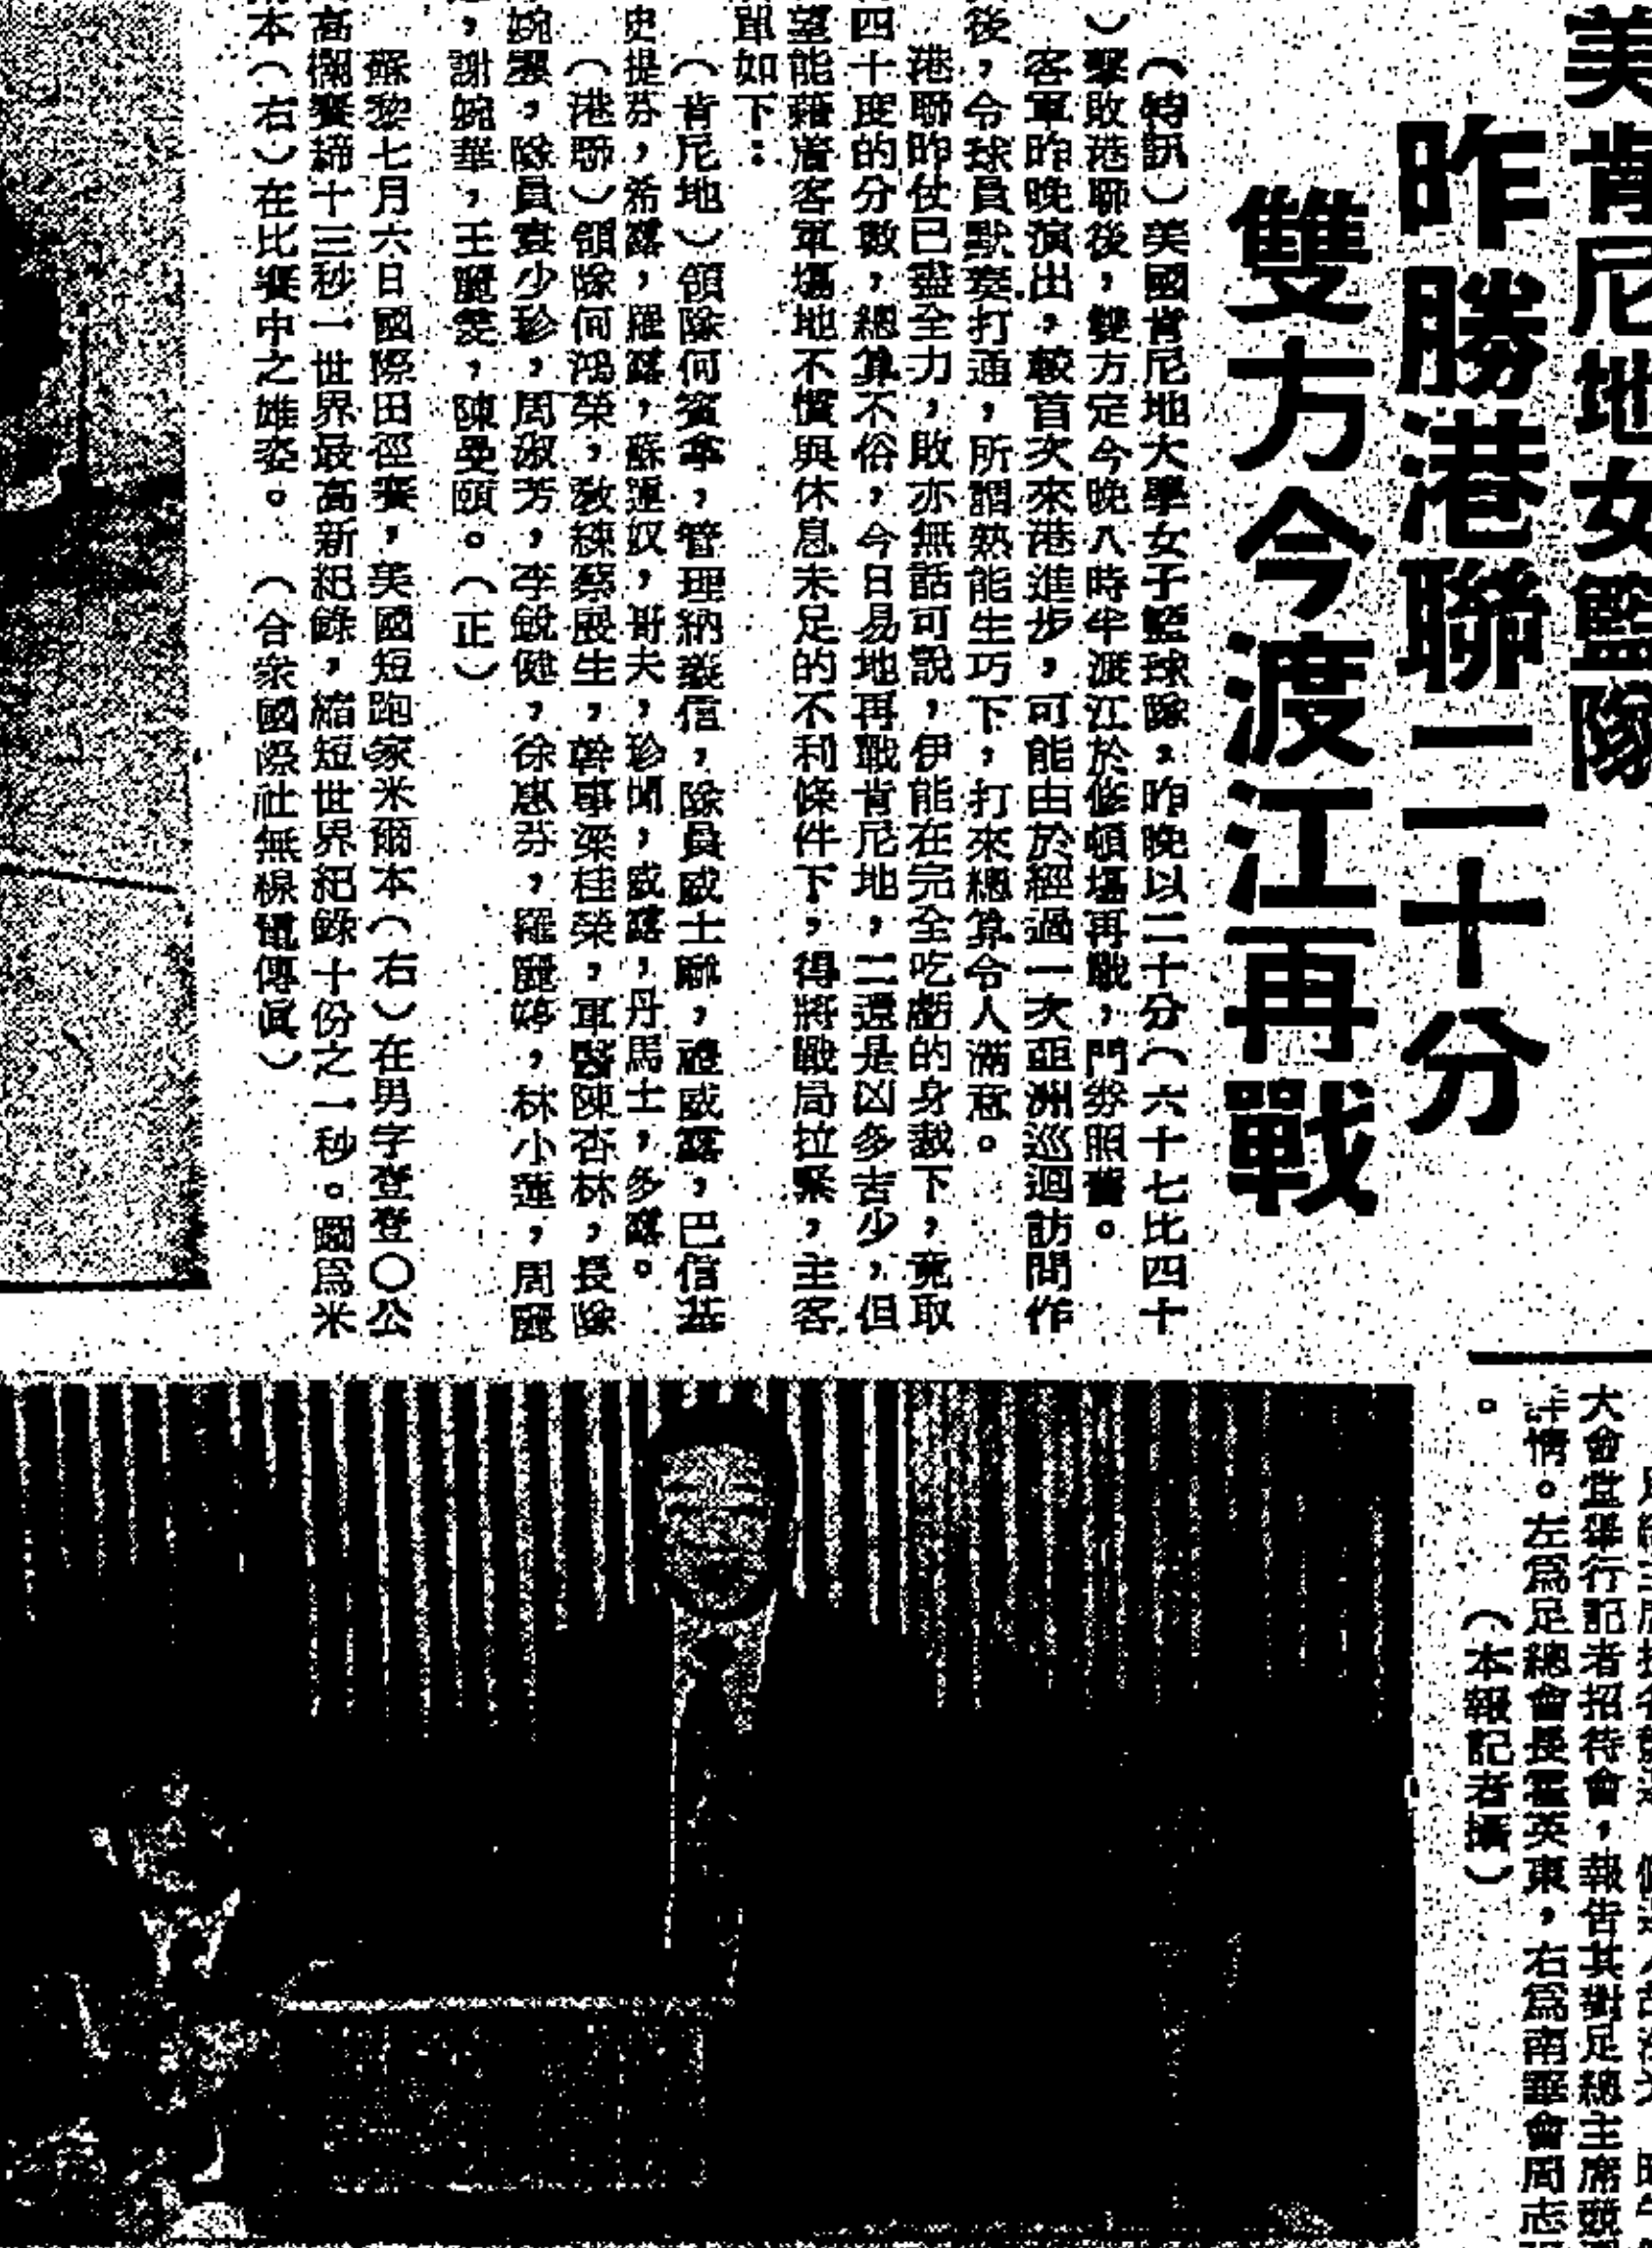 美肯尼地女籃隊
昨勝港聯二十分
雙方今渡江再戰
（特訊）美國肯尼地大學女子籃球隊，昨晚以二十分（六十七比四十
）擊敗港聯後，雙方定今晚八時半渡江於修頓塲再戰，門劵照舊。
客軍昨晚演出，較首次來港進步，可能由於經過一次亞洲巡迴訪問作
後，令球員默契打通，所謂熟能生巧下，打來總算令人滿意。
港聯昨仗已盡全力，敗亦無話可說，伊能在完全吃虧的身裁下，竟取
四十度的分數，總算不俗，今日易地再戰肯尼地，二還是凶多吉少，但
望能藉着客軍塲地不慣與休息未足的不利條件下，得將戰局拉緊，主客
單如下：
（肯尼地）領隊何賓拿，管理納義信，隊員威士聯，禮威露，巴信基
史提芬，希露，羅露，蘇連奴，哥夫，珍閒，威露，丹馬士，多露。
（港聯）領隊何鴻榮，教練蔡展生，幹事梁桂榮，軍醫陳杏林，長隊
婉翠，隊員袁少珍，周淑芳，李銳健，徐惠芬，羅麗婷，林小蓮，周麗
，謝婉華，王麗雯，陳曼頤。（正）
蘇黎七月六日國際田徑賽，美國短跑家米爾本（右）在男字登登〇公
高欄賽締十三秒一世界最高新紀錄，縮短世界紀錄十份之一秒。圖爲米
本（右）在比賽中之雄姿。（合衆國際社無線電傳眞）
大會堂舉行記者招待會，報告其對足總主席競
詳情。左爲足總會長霍英東，右爲南華會周志
。（本報記者攝）